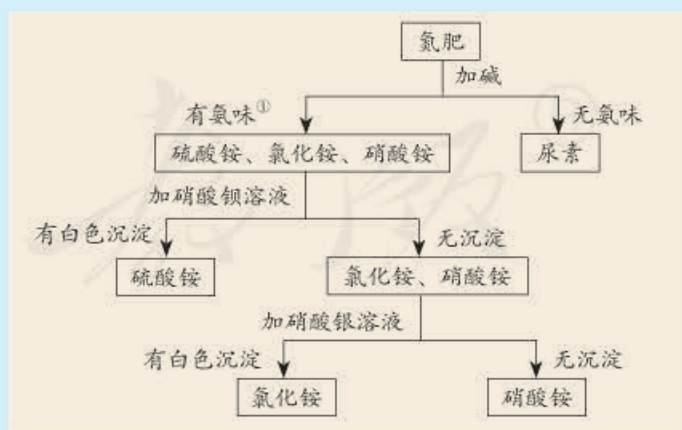 氮肥
加碱
有氨味①
无氨味
硫酸铵、氯化铵、硝酸铵
尿素
加硝酸钡溶液
有白色沉淀
无沉淀
硫酸铵
氯化铵、硝酸铵
加硝酸银溶液
有白色沉淀
无沉淀
氯化铵
硝酸铵